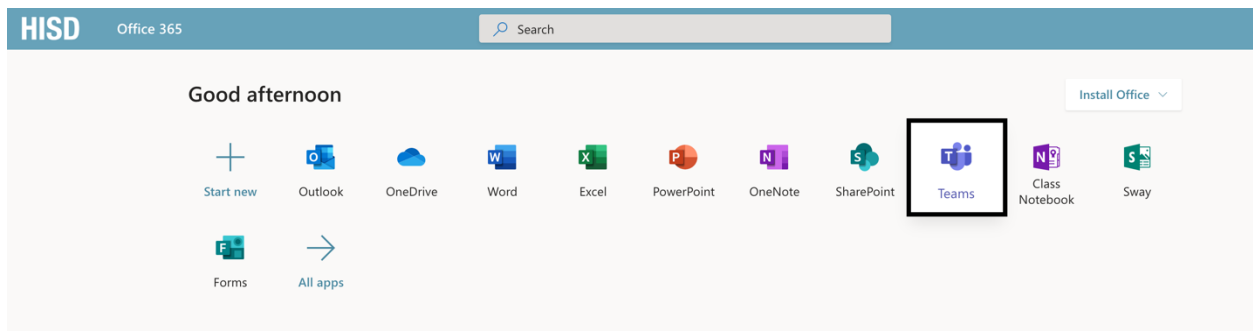 HISD Office 365 Search
Good afternoon
Install Office
Start new Outlook OneDrive Word Excel PowerPoint OneNote SharePoint Teams Class Notebook Sway
Forms All apps